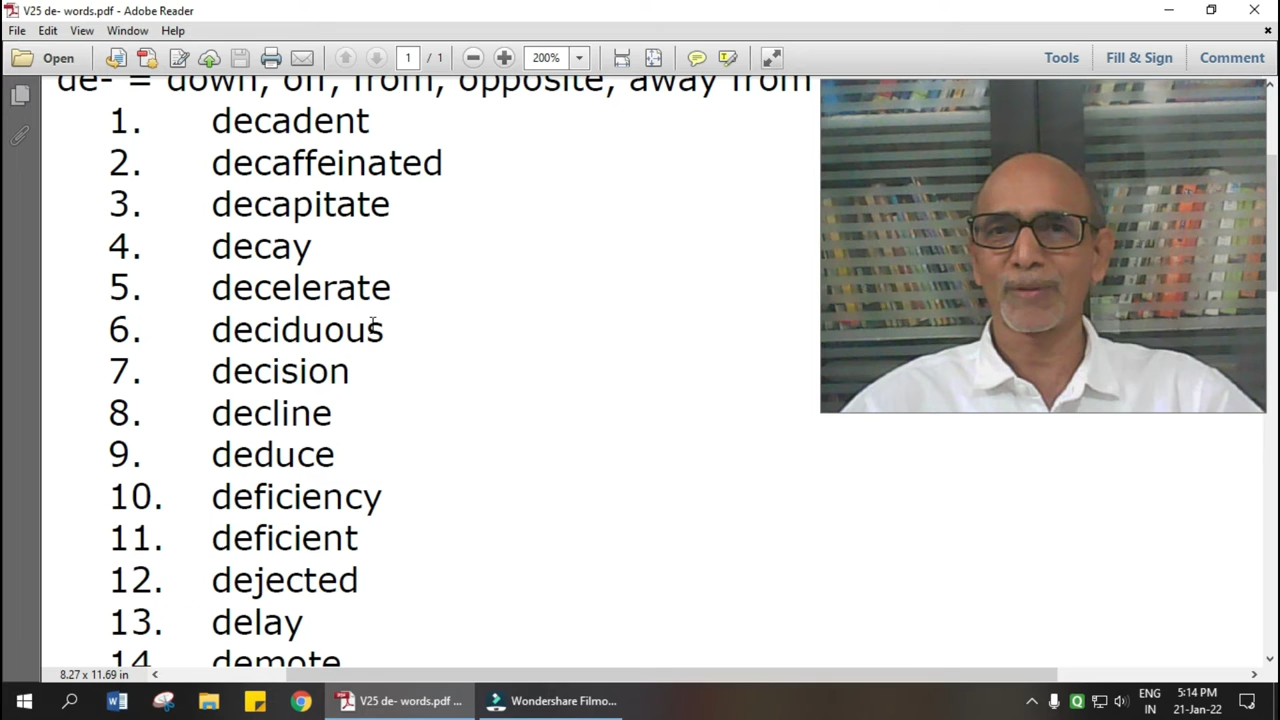 V25 de- words.pdf - Adobe Reader
File Edit View Window Help
Open 1 / 1 200% Tools Fill & Sign Comment
de- = down, off, from, opposite, away from
1. decadent
2. decaffeinated
3. decapitate
4. decay
5. decelerate
6. deciduous
7. decision
8. decline
9. deduce
10. deficiency
11. deficient
12. dejected
13. delay
14. demote
8.27 x 11.69 in
V25 de- words.pdf ... Wondershare Filmo... ENG 5:14 PM
IN 21-Jan-22